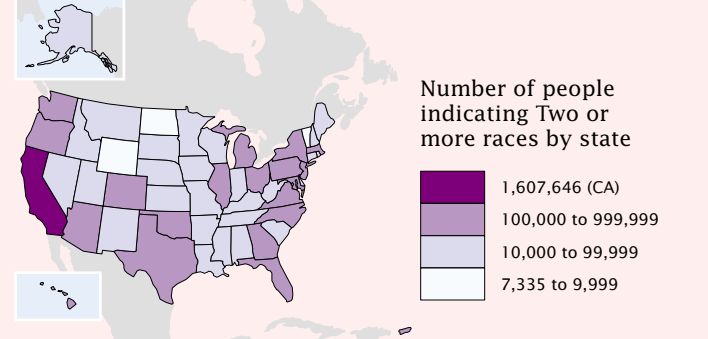 Number of people
indicating Two or
more races by state
1,607,646 (CA)
100,000 to 999,999
10,000 to 99,999
7,335 to 9,999